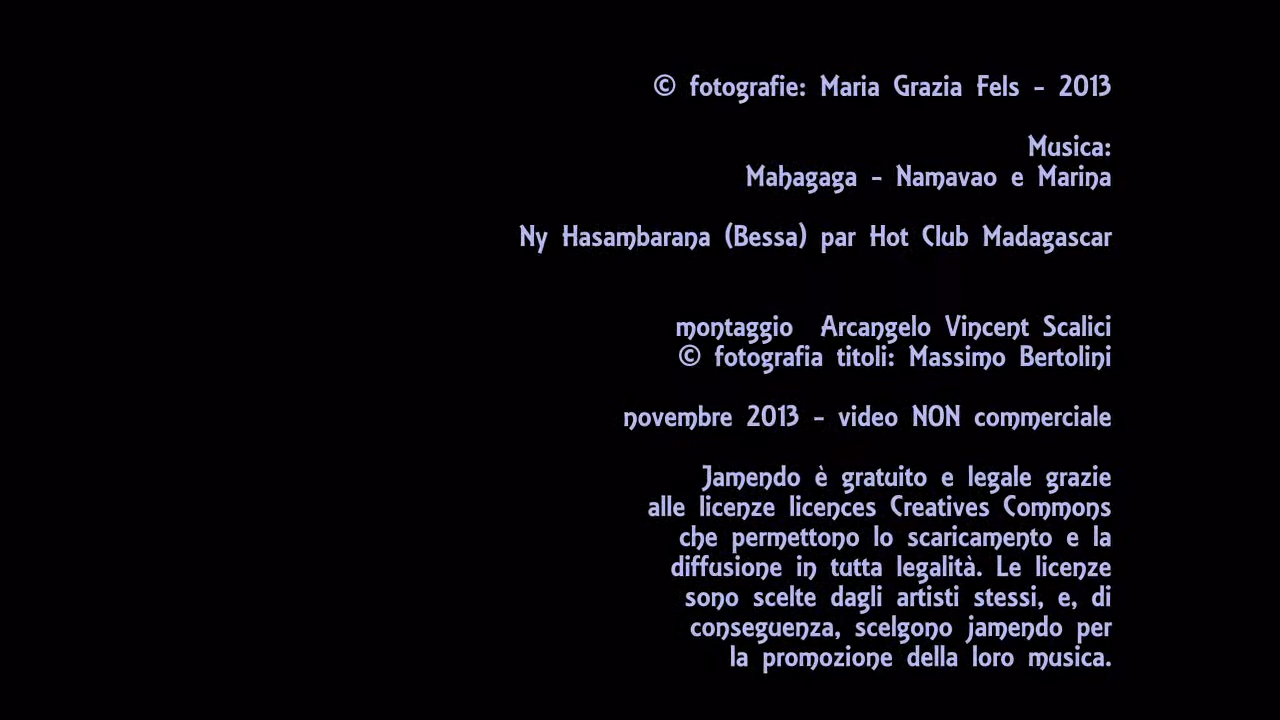 © fotografie: Maria Grazia Fels - 2013
Musica:
Mahagaga - Namavao e Marina
Ny Hasambarana (Bessa) par Hot Club Madagascar
montaggio Arcangelo Vincent Scalici
© fotografia titoli: Massimo Bertolini
novembre 2013 - video NON commerciale
Jamendo è gratuito e legale grazie
alle licenze licences Creatives Commons
che permettono lo scaricamento e la
diffusione in tutta legalità. Le licenze
sono scelte dagli artisti stessi, e, di
conseguenza, scelgono jamendo per
la promozione della loro musica.